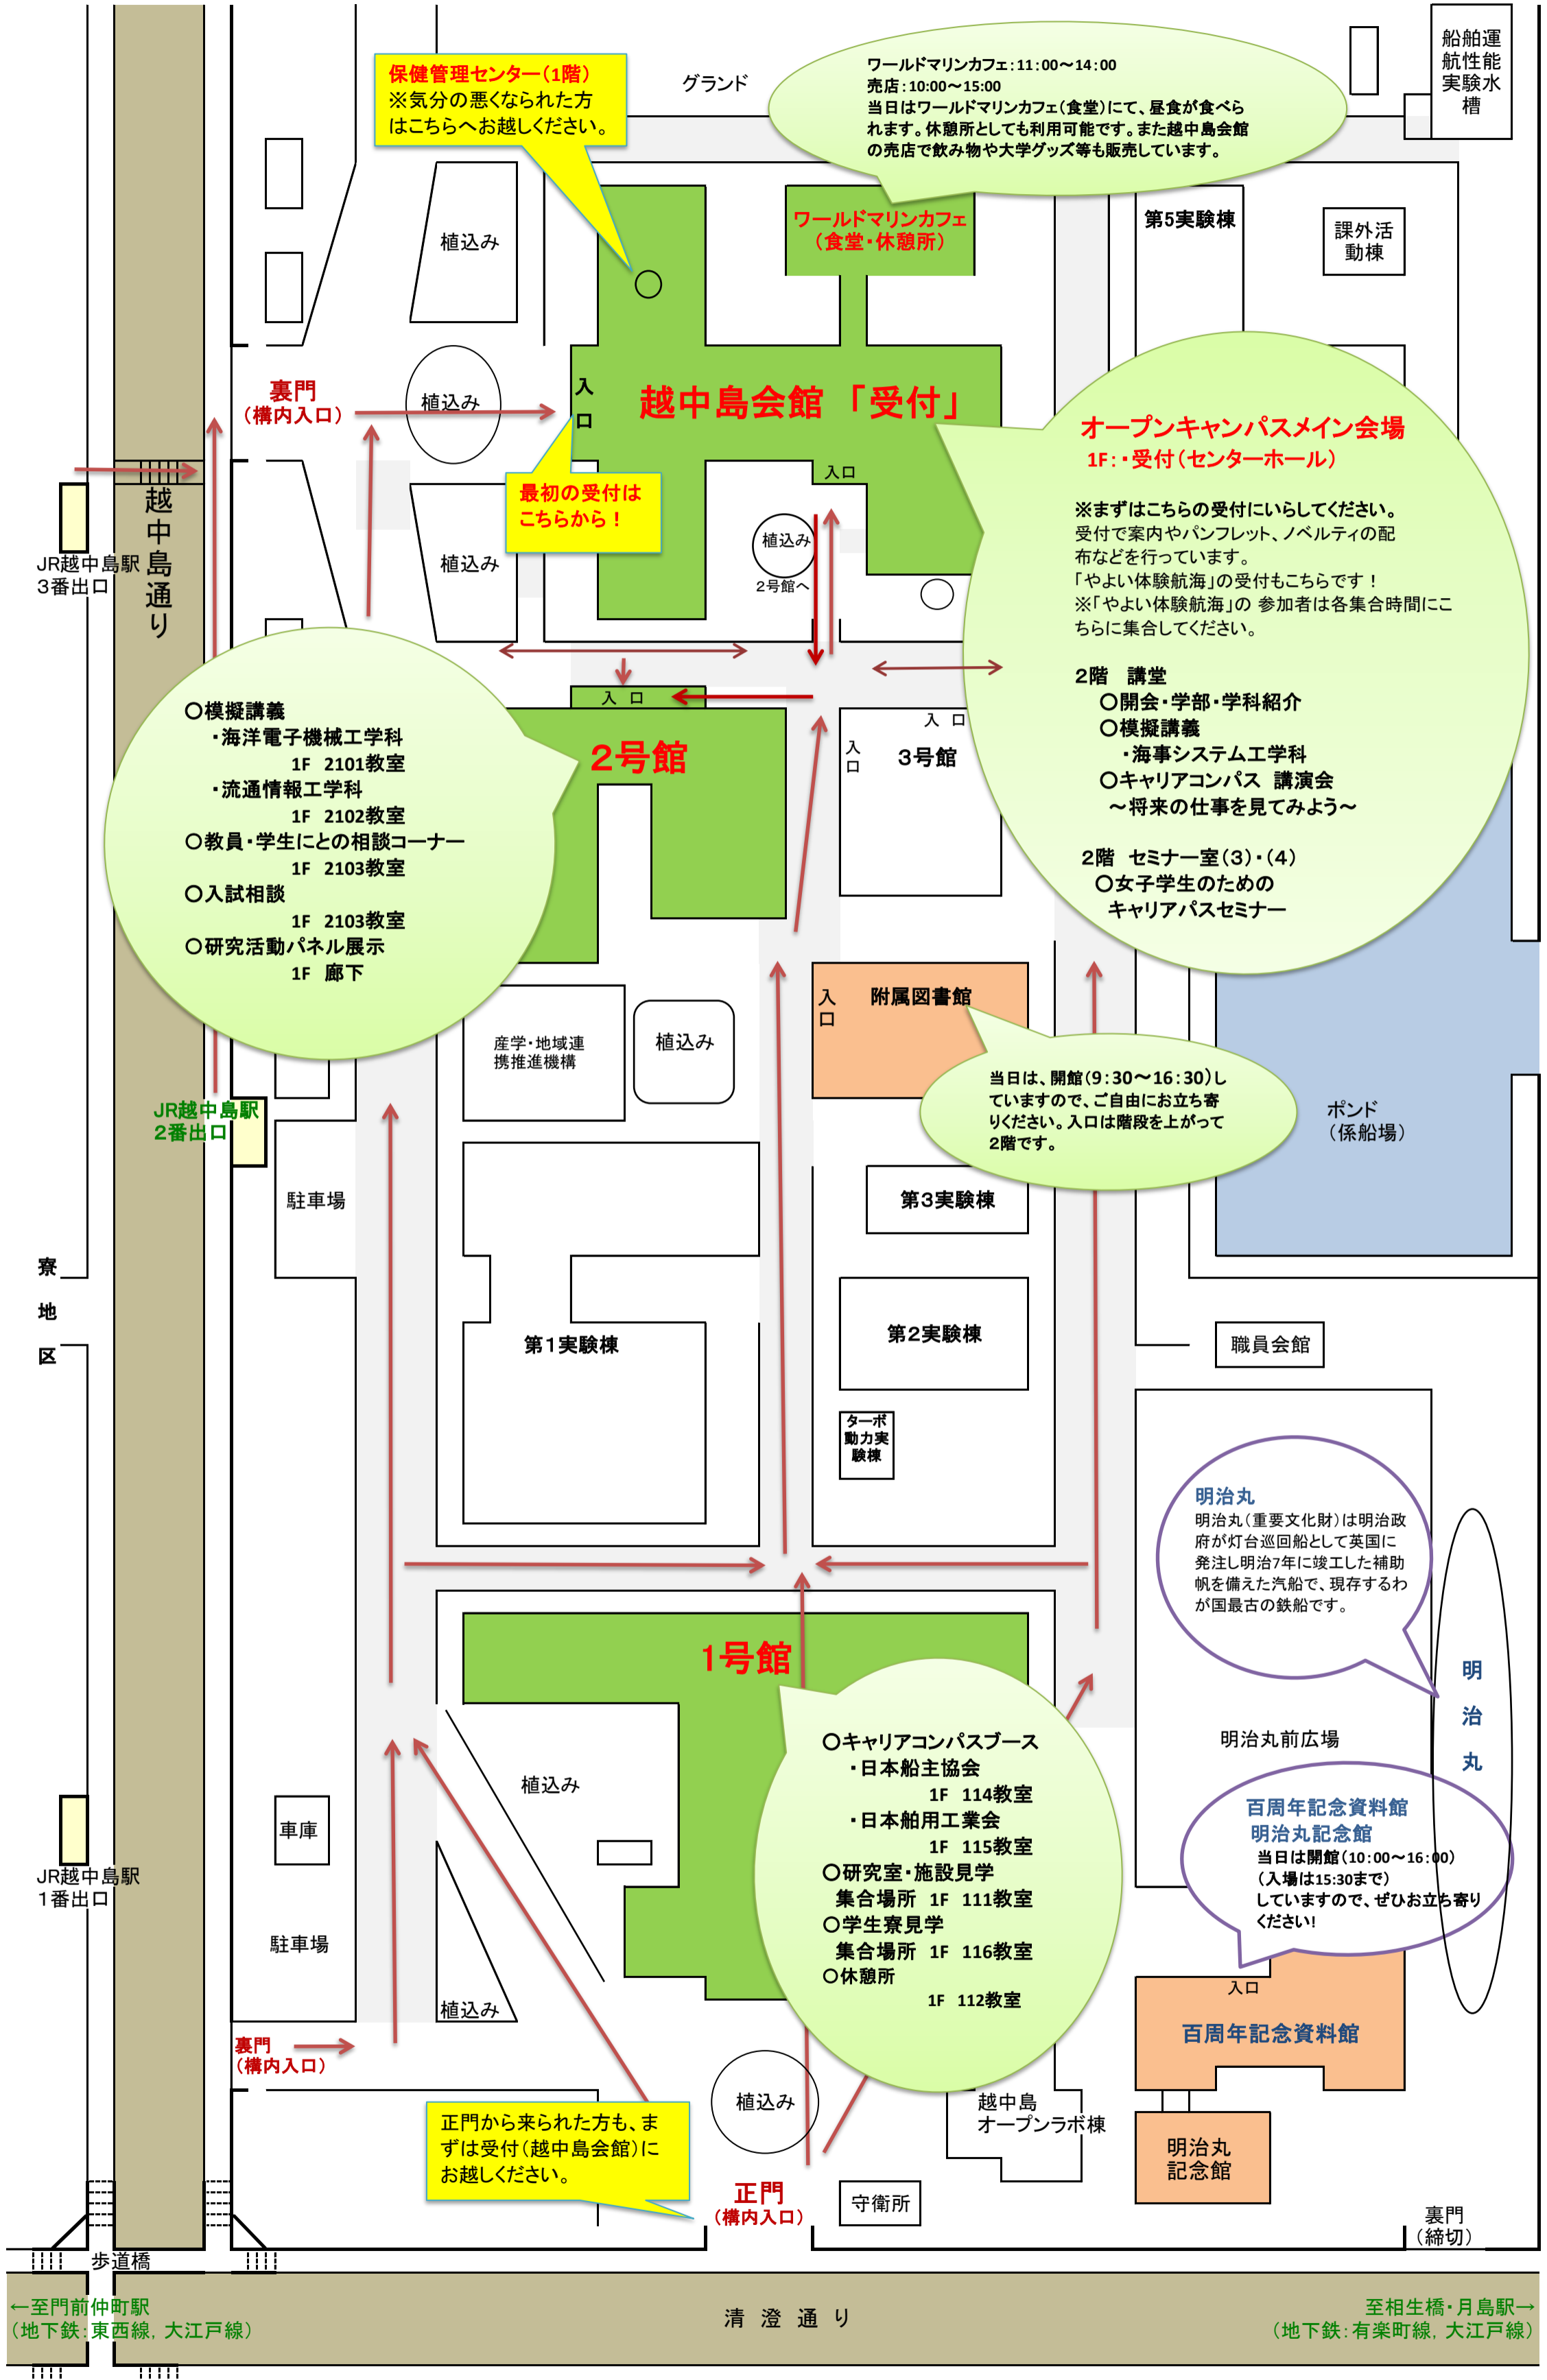 船舶運
航性能
実験水
槽
保健管理センター（1階）
※気分の悪くなられた方
はこちらへお越しください。
グランド
ワールドマリンカフェ：11：00～14：00
売店：10:00～15:00
当日はワールドマリンカフェ（食堂）にて、昼食が食べら
れます。休憩所としても利用可能です。また越中島会館
の売店で飲み物や大学グッズ等も販売しています。
植込み
ワールドマリンカフェ
（食堂・休憩所）
第5実験棟
課外活
動棟
裏門
（構内入口）
植込み
入
口
越中島会館 「受付」
入口
最初の受付は
こちらから！
オープンキャンパスメイン会場
1F：・受付（センターホール）
※まずはこちらの受付にいらしてください。
受付で案内やパンフレット、ノベルティの配
布などを行っています。
「やよい体験航海」の受付もこちらです！
※「やよい体験航海」の 参加者は各集合時間にこ
ちらに集合してください。
2階 講堂
〇開会・学部・学科紹介
〇模擬講義
・海事システム工学科
〇キャリアコンパス 講演会
～将来の仕事を見てみよう～
2階 セミナー室（3）・（4）
〇女子学生のための
キャリアパスセミナー
JR越中島駅
3番出口
越
中
島
通
り
植込み
植込み
2号館へ
〇模擬講義
・海洋電子機械工学科
1F 2101教室
・流通情報工学科
1F 2102教室
〇教員・学生にとの相談コーナー
1F 2103教室
〇入試相談
1F 2103教室
〇研究活動パネル展示
1F 廊下
入 口
2号館
入 口
入
口
3号館
産学・地域連
携推進機構
植込み
入
口
附属図書館
当日は、開館（9：30～16：30）し
ていますので、ご自由にお立ち寄
りください。入口は階段を上がって
2階です。
ポンド
（係船場）
JR越中島駅
2番出口
駐車場
第3実験棟
寮
地
区
第1実験棟
第2実験棟
職員会館
ターボ
動力実
験棟
明治丸
明治丸（重要文化財）は明治政
府が灯台巡回船として英国に
発注し明治7年に竣工した補助
帆を備えた汽船で、現存するわ
が国最古の鉄船です。
1号館
明
治
丸
明治丸前広場
〇キャリアコンパスブース
・日本船主協会
1F 114教室
・日本舶用工業会
1F 115教室
〇研究室・施設見学
集合場所 1F 111教室
〇学生寮見学
集合場所 1F 116教室
〇休憩所
1F 112教室
植込み
車庫
JR越中島駅
1番出口
百周年記念資料館
明治丸記念館
当日は開館（10：00～16：00）
（入場は15:30まで）
していますので、ぜひお立ち寄り
ください!
駐車場
植込み
入口
百周年記念資料館
裏門
（構内入口）
正門から来られた方も、ま
ずは受付（越中島会館）に
お越しください。
植込み
越中島
オープンラボ棟
明治丸
記念館
正門
（構内入口）
守衛所
裏門
（締切）
歩道橋
←至門前仲町駅
（地下鉄：東西線，大江戸線）
清 澄 通 り
至相生橋・月島駅→
（地下鉄：有楽町線，大江戸線）